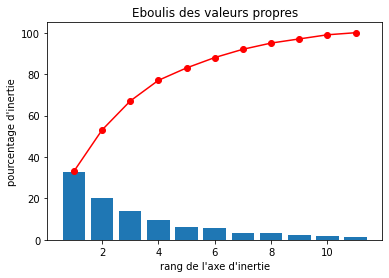 Eboulis des valeurs propres
100
80
60
40
20
0
pourcentage d'inertie
2 4 6 8 10
rang de l'axe d'inertie